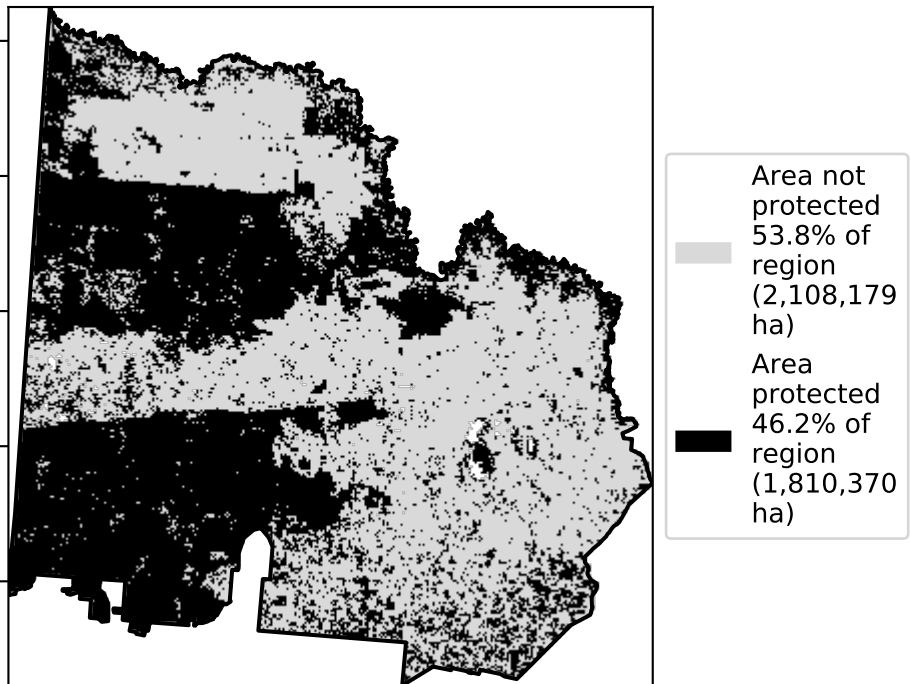 Area not
protected
53.8% of
region
(2,108,179
ha)
Area
protected
46.2% of
region
(1,810,370
ha)